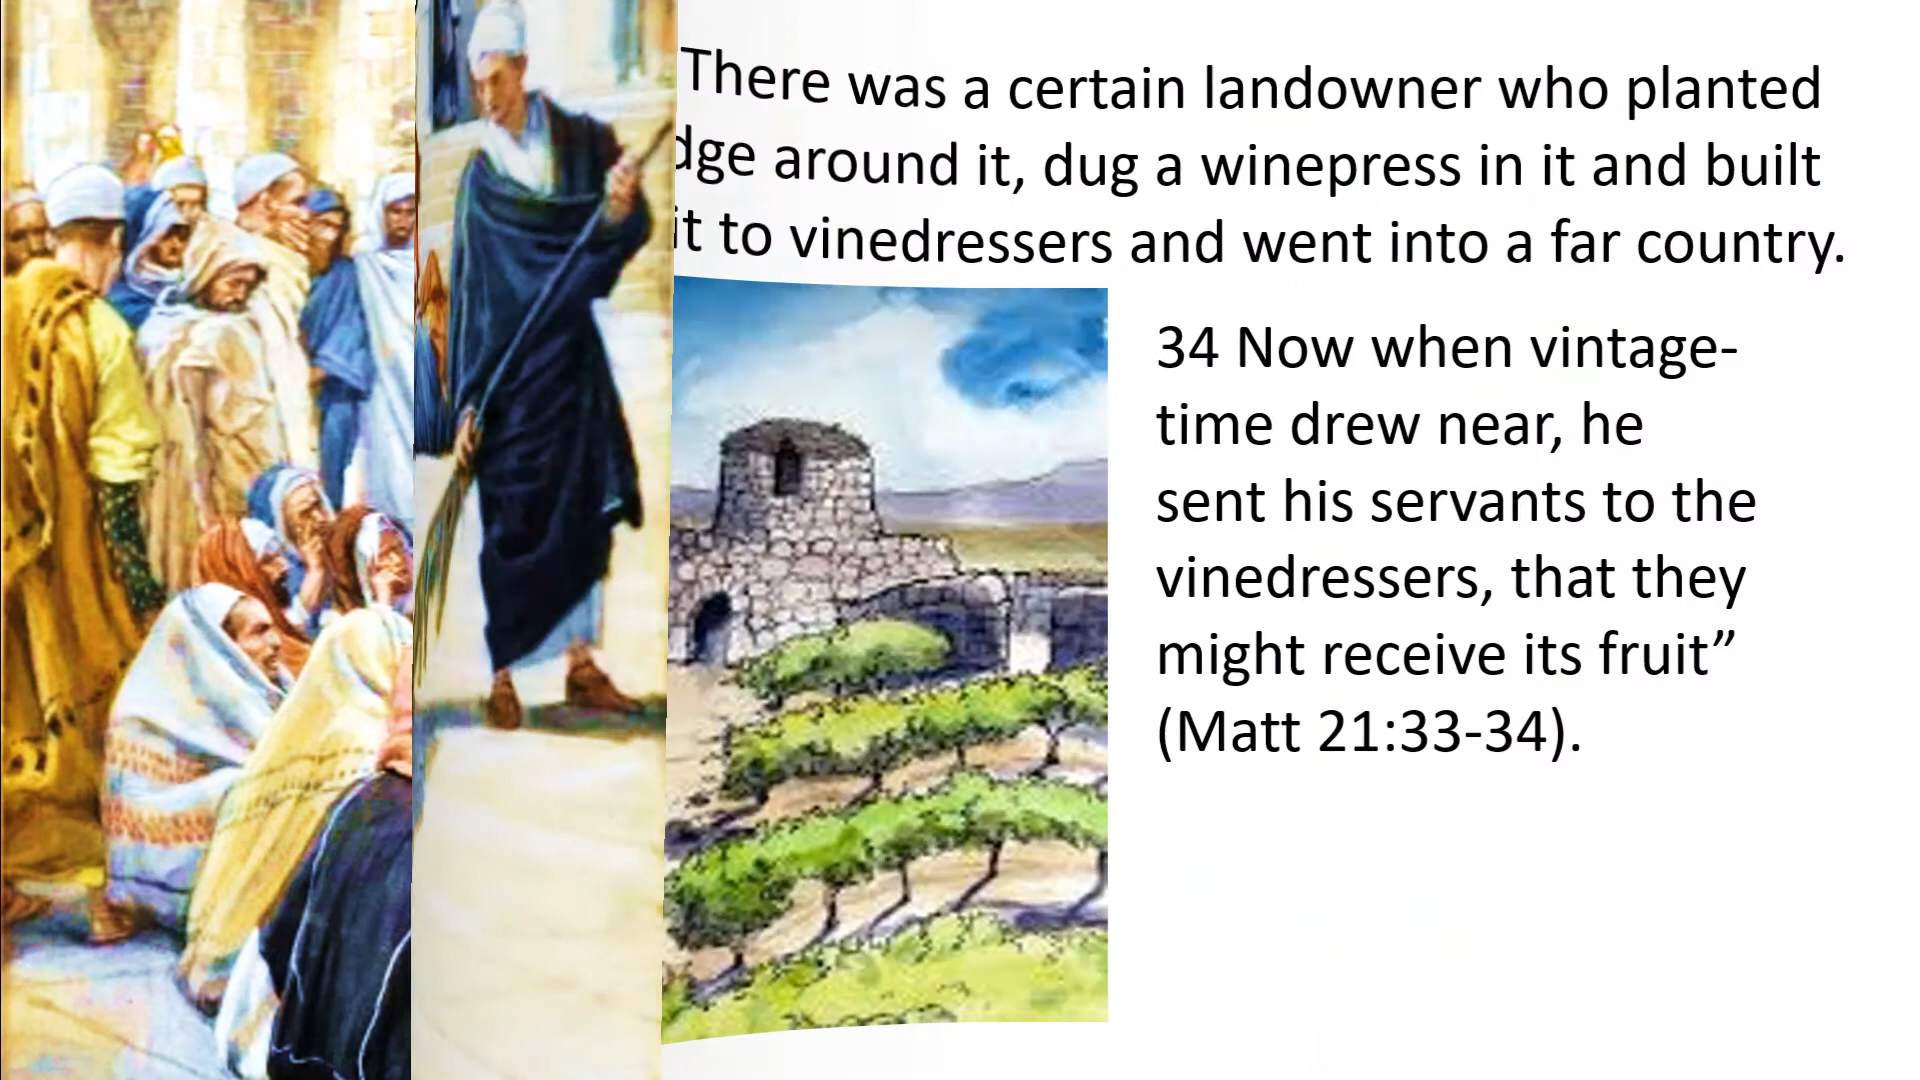 There was a certain landowner who planted
around it, dug a winepress in it and built
it to vinedressers and went into a far country.
34 Now when vintage-
time drew near, he
sent his servants to the
vinedressers, that they
might receive its fruit”
(Matt 21:33-34).